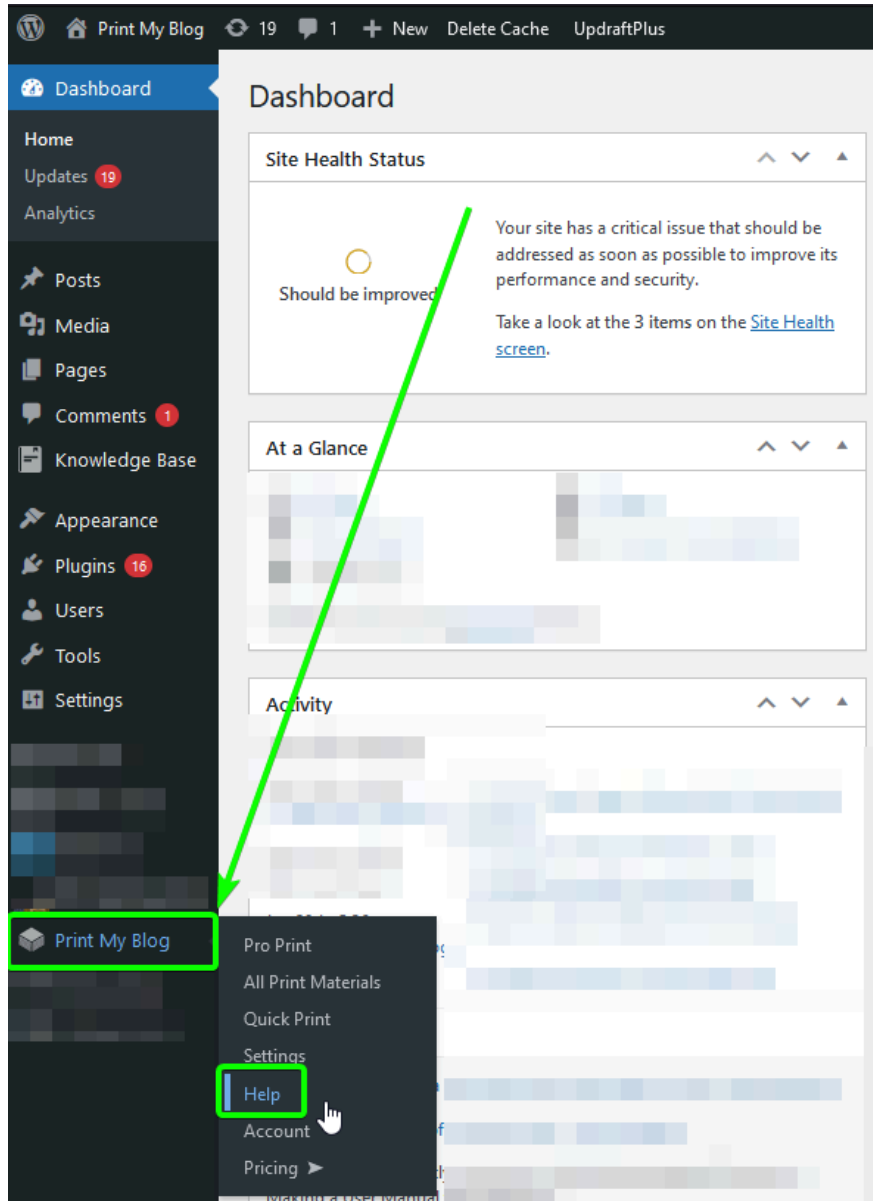 Print My Blog 19 1 New Delete Cache UpdraftPlus
Dashboard
Home
Updates 19
Analytics
Posts
Media
Pages
Comments 1
Knowledge Base
Appearance
Plugins 16
Users
Tools
Settings
Print My Blog
Dashboard
Site Health Status
Should be improved
Your site has a critical issue that should be
addressed as soon as possible to improve its
performance and security.
Take a look at the 3 items on the Site Health
screen.
At a Glance
Activity
Pro Print
All Print Materials
Quick Print
Settings
Help
Account
Pricing ➤
Making a User Manual